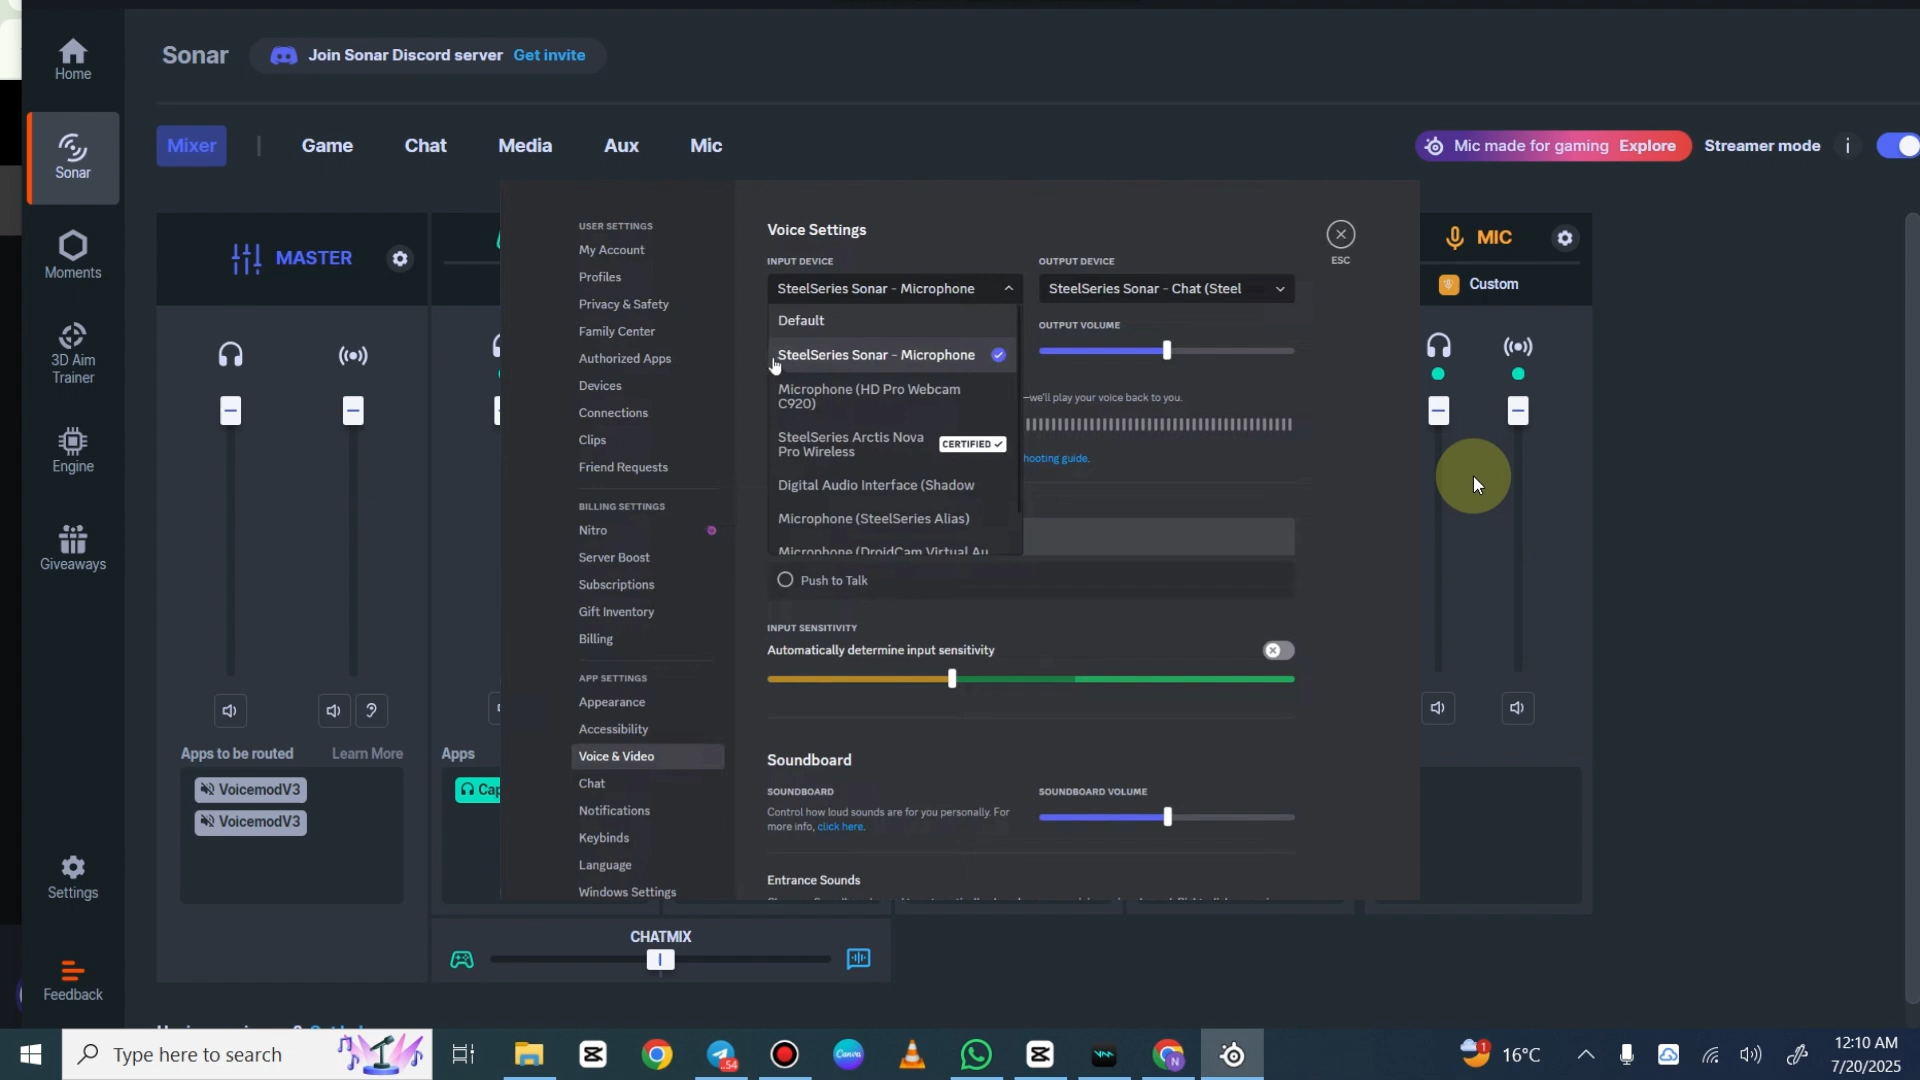 Home
Sonar
Moments
3D Aim
Trainer
Engine
Giveaways
Settings
Feedback
Sonar
Join Sonar Discord server Get invite
Mixer
Game
Chat
Media
Aux
Mic
Mic made for gaming Explore
Streamer mode
MASTER
Apps to be routed
Learn More
VoicemodV3
VoicemodV3
Apps
Cap
CHATMIX
MIC
Custom
USER SETTINGS
My Account
Profiles
Privacy & Safety
Family Center
Authorized Apps
Devices
Connections
Clips
Friend Requests
BILLING SETTINGS
Nitro
Server Boost
Subscriptions
Gift Inventory
Billing
APP SETTINGS
Appearance
Accessibility
Voice & Video
Chat
Notifications
Keybinds
Language
Windows Settings
Voice Settings
ESC
INPUT DEVICE
SteelSeries Sonar - Microphone
Default
SteelSeries Sonar - Microphone
Microphone (HD Pro Webcam
C920)
SteelSeries Arctis Nova
Pro Wireless
CERTIFIED
Digital Audio Interface (Shadow
Microphone (SteelSeries Alias)
Microphone (DroidCam Virtual Au
OUTPUT DEVICE
SteelSeries Sonar - Chat (Steel
OUTPUT VOLUME
—we'll play your voice back to you.
hooting guide.
Push to Talk
INPUT SENSITIVITY
Automatically determine input sensitivity
Soundboard
SOUNDBOARD
Control how loud sounds are for you personally. For
more info, click here.
SOUNDBOARD VOLUME
Entrance Sounds
Type here to search
54
Canva
N
1
16°C
12:10 AM
7/20/2025